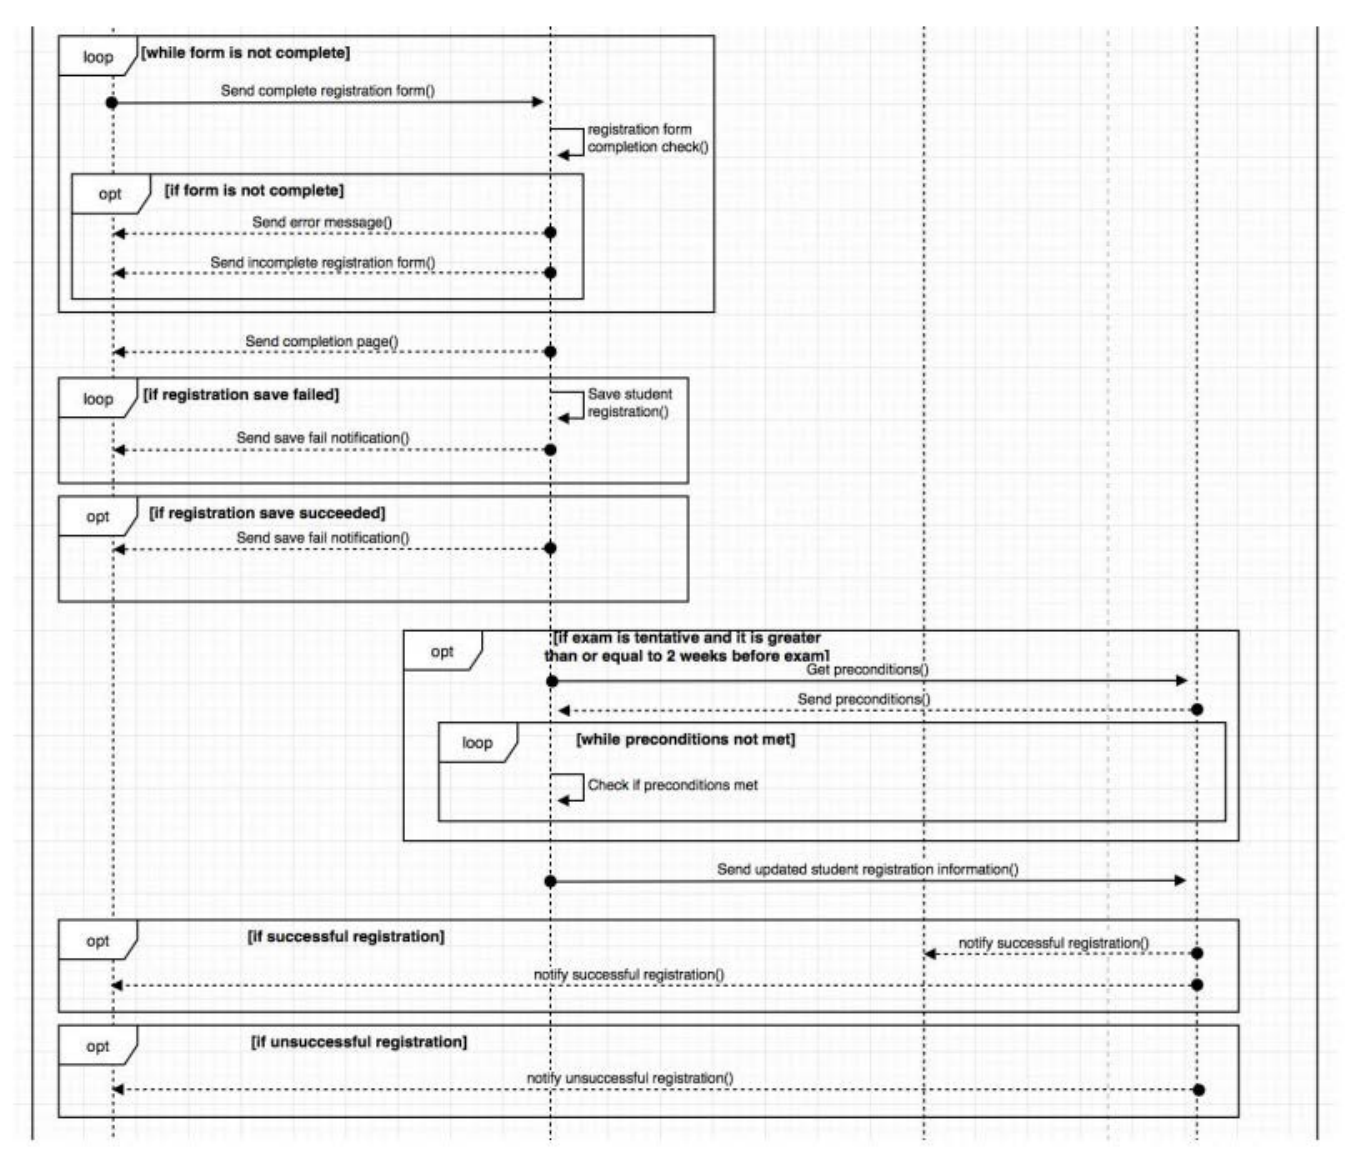 loop
[while form is not complete]
Send complete registration form()
registration form
completion check()
opt
[if form is not complete]
Send error message()
Send incomplete registration form()
Send completion page()
loop
[if registration save failed]
Save student
registration()
Send save fail notification()
opt
[if registration save succeeded]
Send save fail notification()
opt
[if exam is tentative and it is greater
than or equal to 2 weeks before exam]
Get preconditions()
Send preconditions()
loop
[while preconditions not met]
Check if preconditions met
Send updated student registration information()
opt
[if successful registration]
notify successful registration()
notify successful registration()
opt
[if unsuccessful registration]
notify unsuccessful registration()